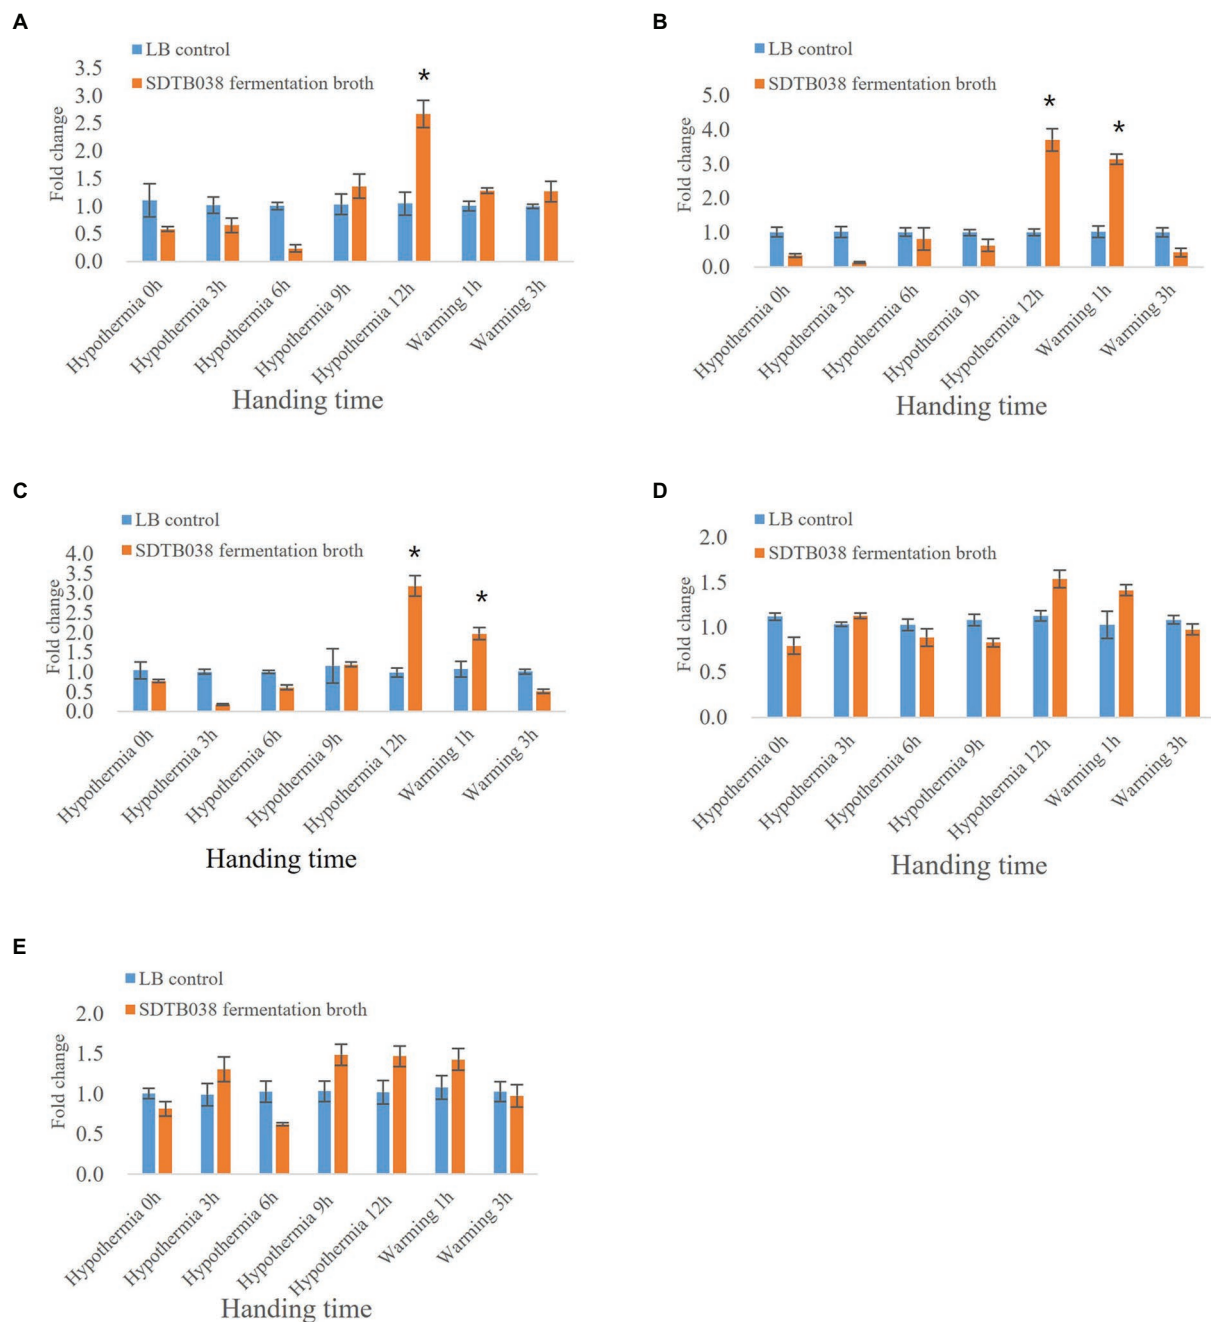 A
LB control
SDTB038 fermentation broth
*
Fold change
3.5
3.0
2.5
2.0
1.5
1.0
0.5
0.0
Hypothermia 0h
Hypothermia 3h
Hypothermia 6h
Hypothermia 9h
Hypothermia 12h
Warming 1h
Warming 3h
Handing time
B
LB control
SDTB038 fermentation broth
*
*
Fold change
5.0
4.0
3.0
2.0
1.0
0.0
Hypothermia 0h
Hypothermia 3h
Hypothermia 6h
Hypothermia 9h
Hypothermia 12h
Warming 1h
Warming 3h
Handing time
C
LB control
SDTB038 fermentation broth
*
*
Fold change
4.0
3.5
3.0
2.5
2.0
1.5
1.0
0.5
0.0
Hypothermia 0h
Hypothermia 3h
Hypothermia 6h
Hypothermia 9h
Hypothermia 12h
Warming 1h
Warming 3h
Handing time
D
LB control
SDTB038 fermentation broth
Fold change
2.0
1.5
1.0
0.5
0.0
Hypothermia 0h
Hypothermia 3h
Hypothermia 6h
Hypothermia 9h
Hypothermia 12h
Warming 1h
Warming 3h
Handing time
E
LB control
SDTB038 fermentation broth
Fold change
2.0
1.5
1.0
0.5
0.0
Hypothermia 0h
Hypothermia 3h
Hypothermia 6h
Hypothermia 9h
Hypothermia 12h
Warming 1h
Warming 3h
Handing time